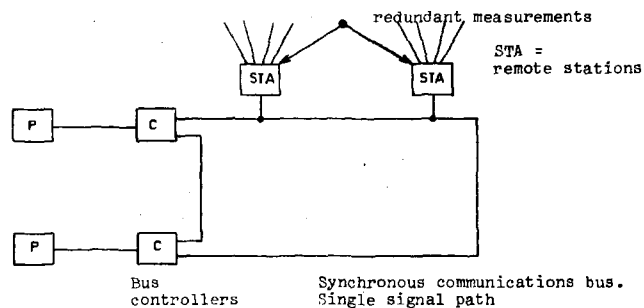 redundant measurements
STA =
remote stations
STA
STA
P
C
P
C
Bus
controllers
Synchronous communications bus.
Single signal path